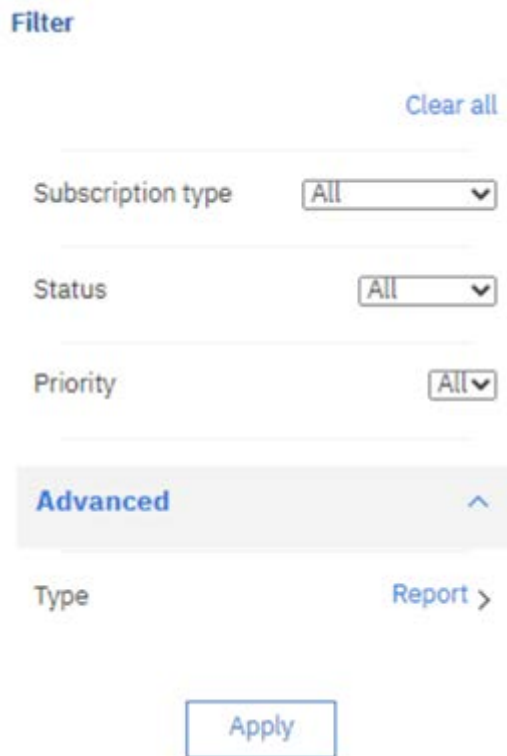 Filter
Clear all
Subscription type All
Status All
Priority All
Advanced
Type Report
Apply